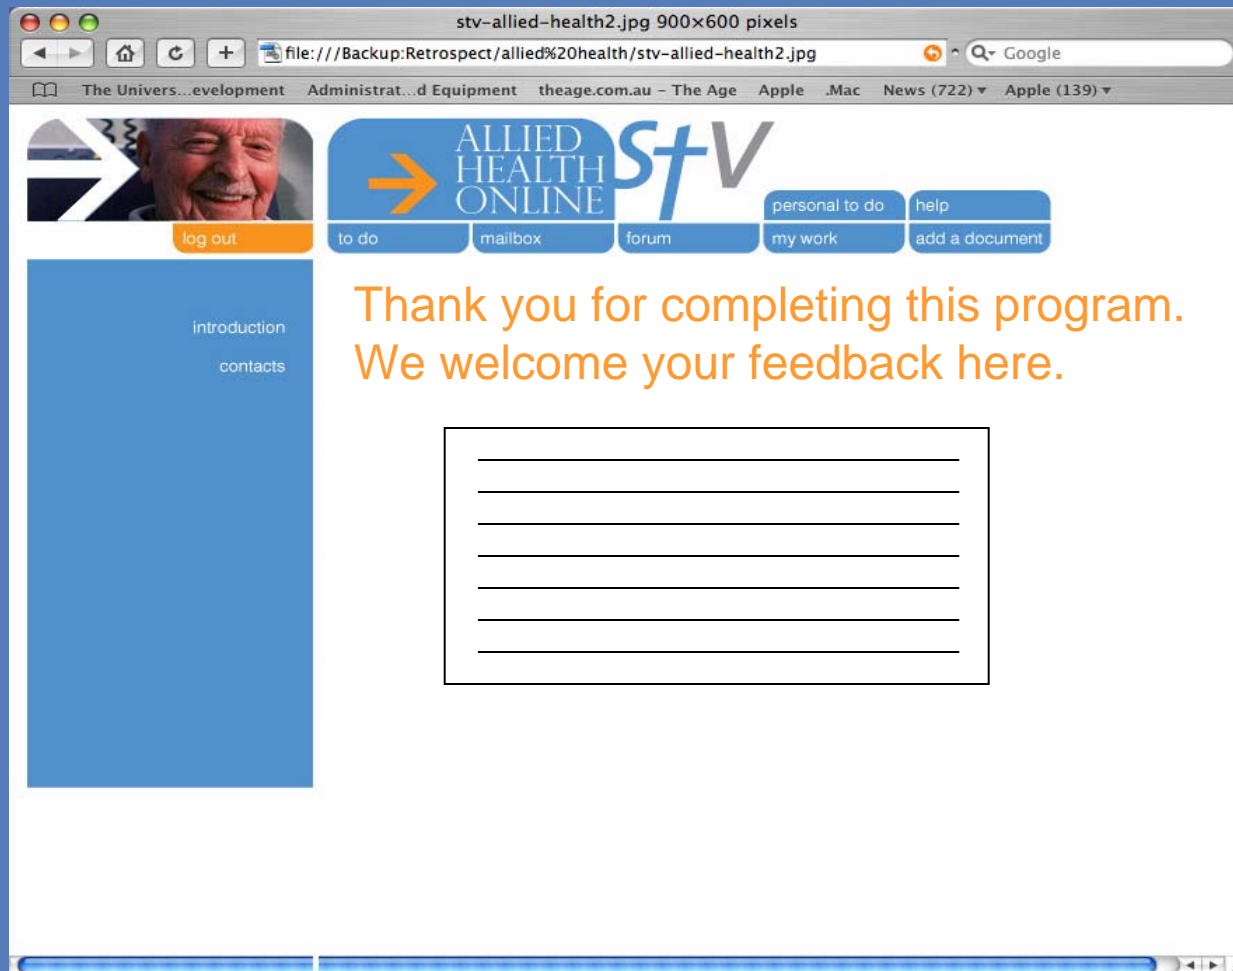 stv-allied-health2.jpg 900×600 pixels
file:///Backup:Retrospect/allied%20health/stv-allied-health2.jpg
Google
The Univers...evelopment Administrat...d Equipment theage.com.au – The Age Apple .Mac News (722) Apple (139)
ALLIED
HEALTH
ONLINE
StV
personal to do help
log out to do mailbox forum my work add a document
introduction
contacts
Thank you for completing this program.
We welcome your feedback here.